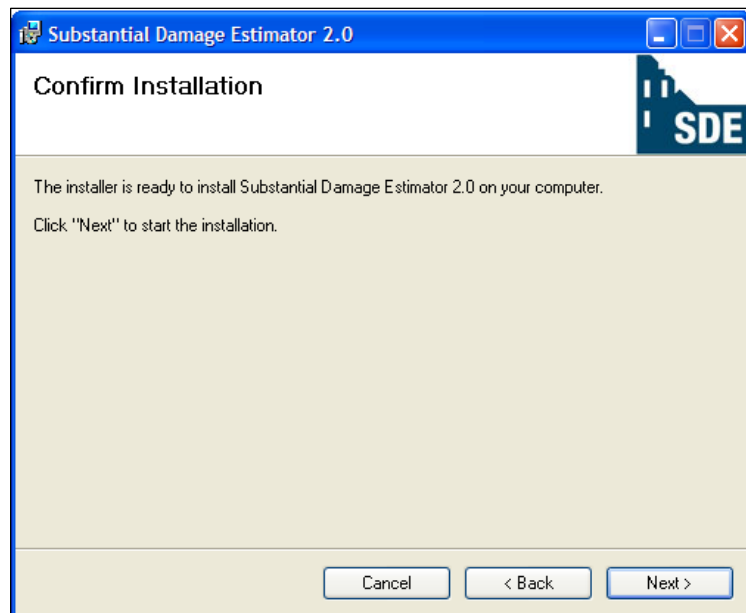 Substantial Damage Estimator 2.0
Confirm Installation
SDE
The installer is ready to install Substantial Damage Estimator 2.0 on your computer.
Click "Next" to start the installation.
Cancel
< Back
Next >